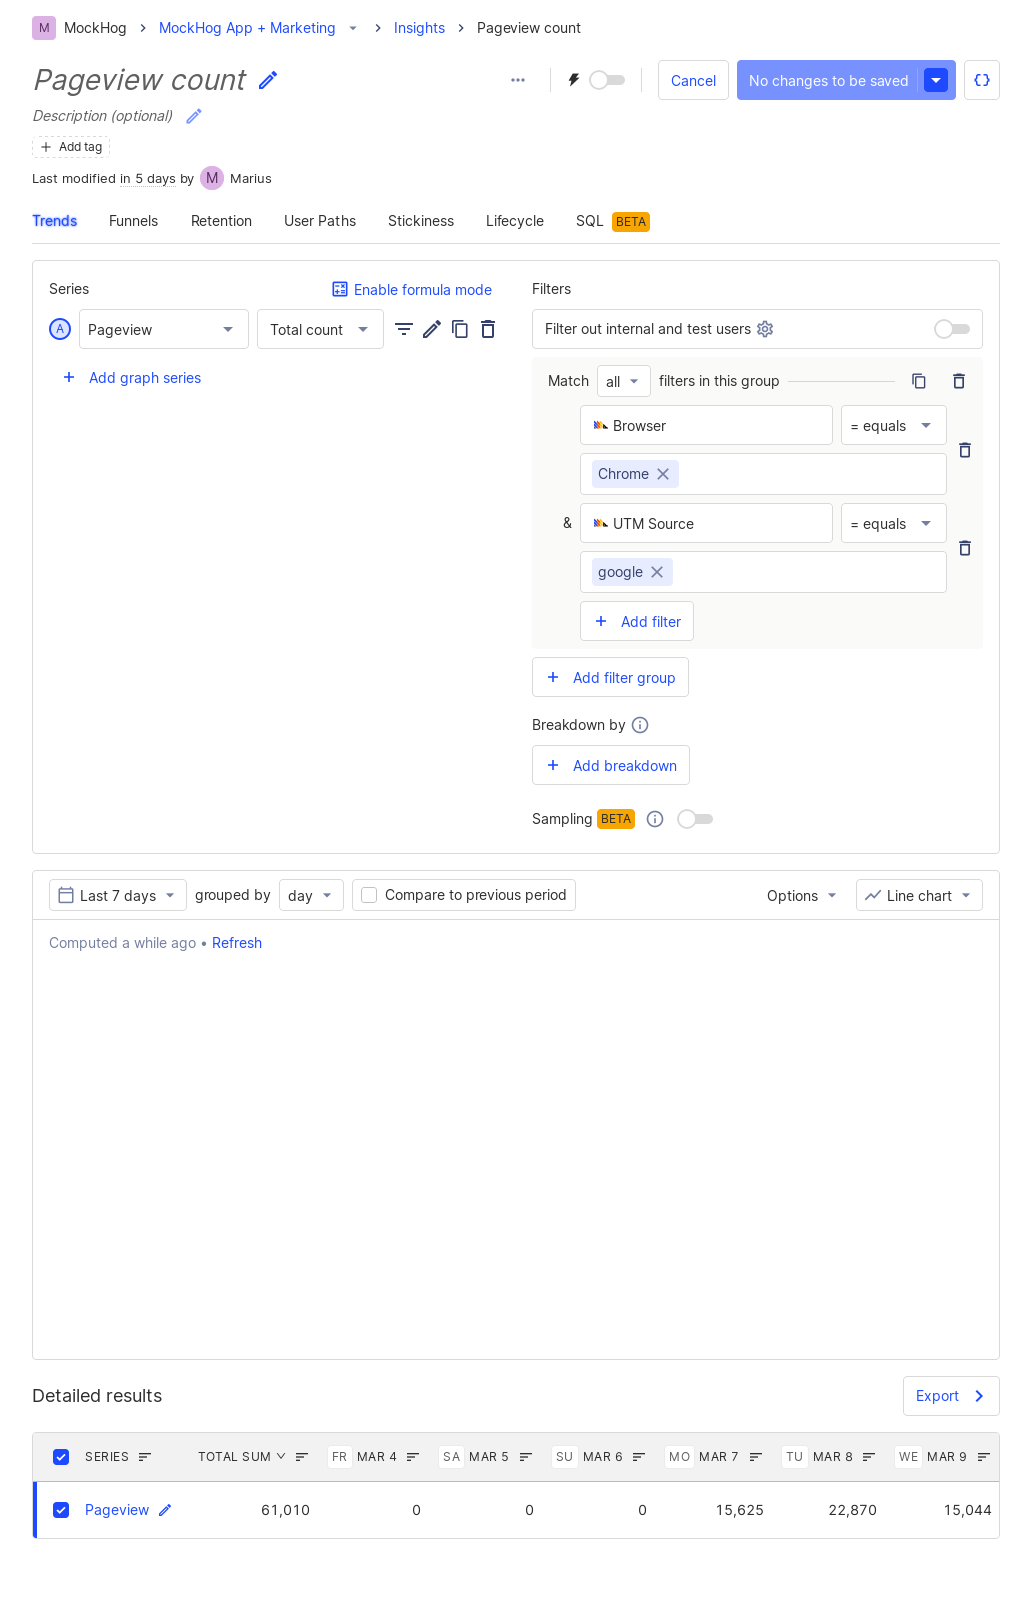 M MockHog MockHog App + Marketing Insights Pageview count
Pageview count
Cancel No changes to be saved
Description (optional)
Add tag
Last modified in 5 days by M Marius
Trends Funnels Retention User Paths Stickiness Lifecycle SQL BETA
Series Enable formula mode
A Pageview Total count
Add graph series
Filters
Filter out internal and test users
Match all filters in this group
Browser = equals
Chrome
& UTM Source = equals
google
Add filter
Add filter group
Breakdown by
Add breakdown
Sampling BETA
Last 7 days grouped by day Compare to previous period Options Line chart
Computed a while ago • Refresh
Detailed results Export
SERIES TOTAL SUM FR MAR 4 SA MAR 5 SU MAR 6 MO MAR 7 TU MAR 8 WE MAR 9
Pageview 61,010 0 0 0 15,625 22,870 15,044